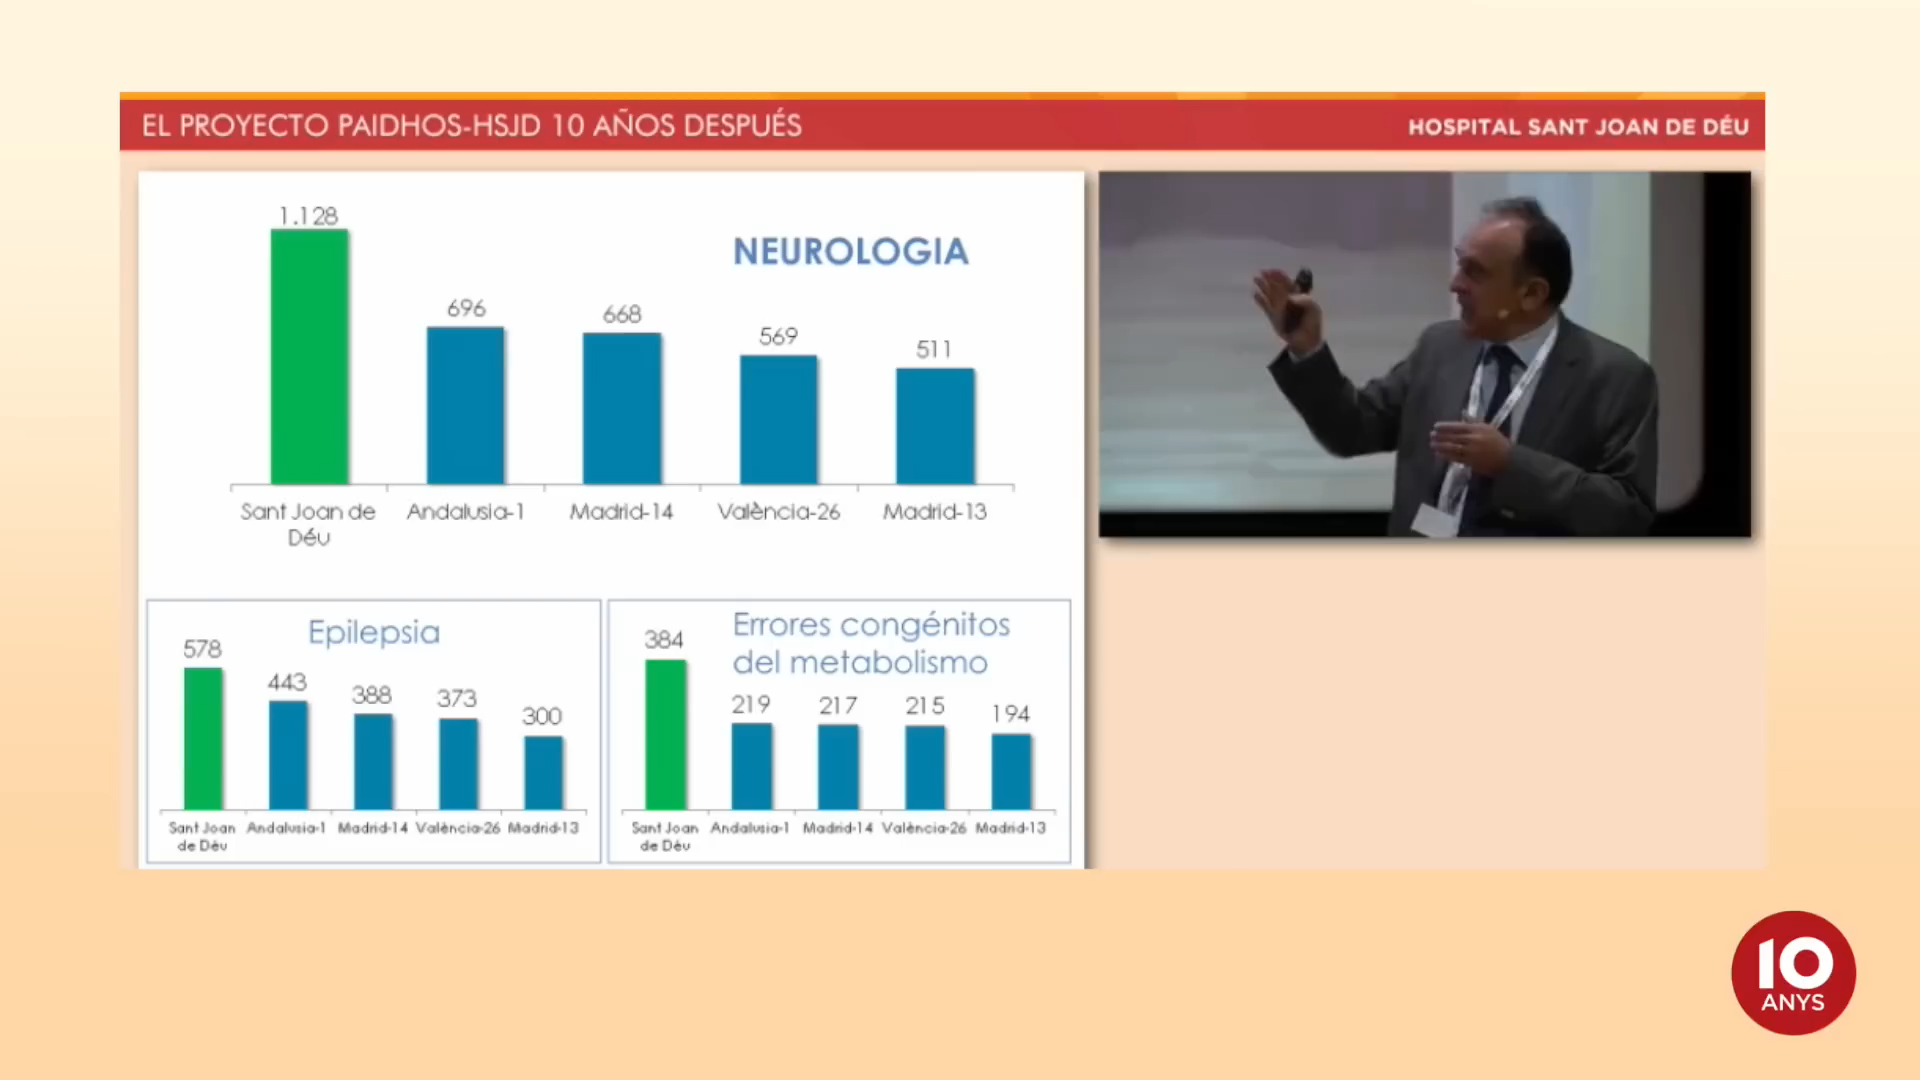 EL PROYECTO PAIDHOS-HSJD 10 AÑOS DESPUÉS
HOSPITAL SANT JOAN DE DÉU
NEUROLOGIA
1.128
696
668
569
511
Sant Joan de
Déu
Andalusia-1
Madrid-14
València-26
Madrid-13
Epilepsia
578
443
388
373
300
Sant Joan
de Déu
Andalusia-1
Madrid-14
València-26
Madrid-13
Errores congénitos
del metabolismo
384
219
217
215
194
Sant Joan
de Déu
Andalusia-1
Madrid-14
València-26
Madrid-13
10
ANYS